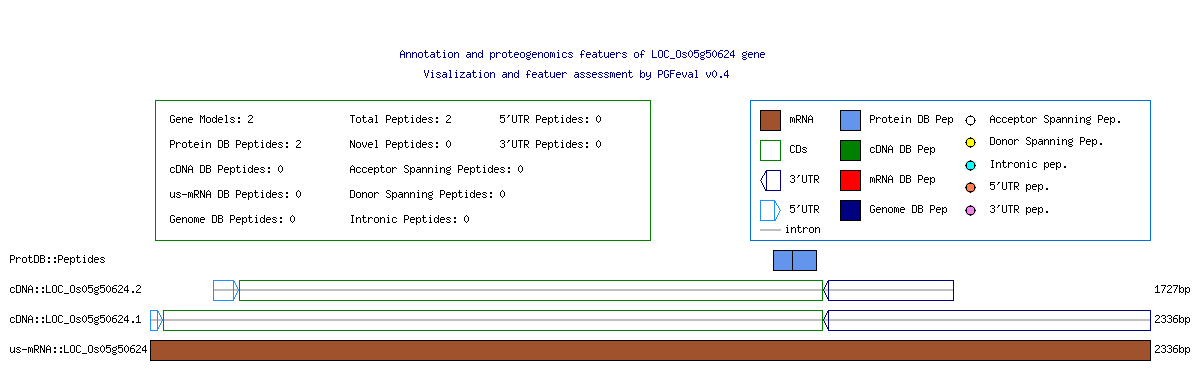 Annotation and proteogenomics featuers of LOC_Os05g50624 gene
Visalization and featuer assessment by PGFeval v0.4
Gene Models: 2 Total Peptides: 2 5'UTR Peptides: 0
Protein DB Peptides: 2 Novel Peptides: 0 3'UTR Peptides: 0
cDNA DB Peptides: 0 Acceptor Spanning Peptides: 0
us-mRNA DB Peptides: 0 Donor Spanning Peptides: 0
Genome DB Peptides: 0 Intronic Peptides: 0
mRNA Protein DB Pep Acceptor Spanning Pep.
CDs cDNA DB Pep Donor Spanning Pep.
3'UTR mRNA DB Pep Intronic pep.
5'UTR Genome DB Pep 5'UTR pep.
intron 3'UTR pep.
ProtDB::Peptides
cDNA::LOC_Os05g50624.2 1727bp
cDNA::LOC_Os05g50624.1 2336bp
us-mRNA::LOC_Os05g50624 2336bp